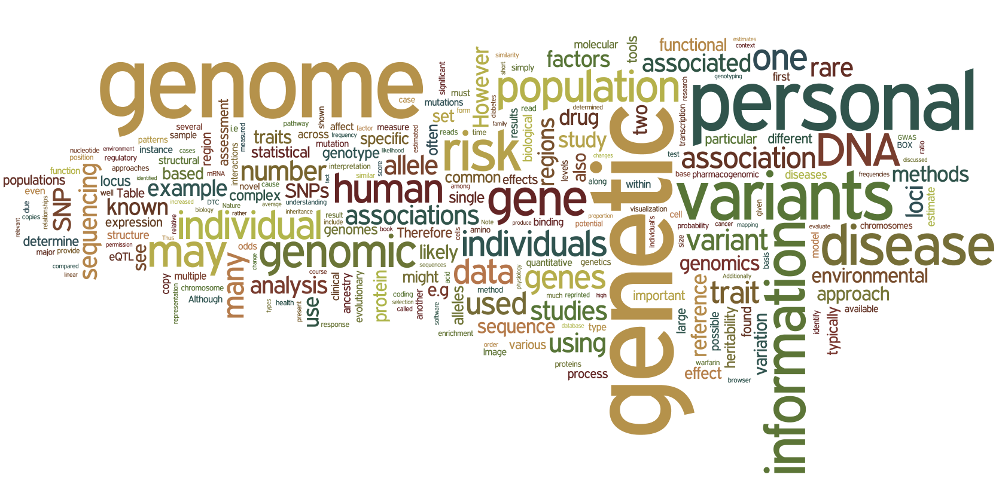 genome
genetic
personal
information
variants
disease
population
risk
DNA
gene
human
genomic
may
individual
individuals
one
associated
association
associations
factors
molecular
tools
functional
estimates
context
rare
first
genotyping
research
transcription
However
similarity
short
simply
significant
must
case
mutations
set
form
diabetes
family
read
results
biological
reads
time
often
estimated
determined
drug
two
regions
study
changes
levels
also
along
within
test
particular
different
GWAS
BOX
ratio
discussed
base
pharmacogenomic
diseases
frequencies
methods
loci
estimate
given
visualization
cell
proportion
potential
individual's
probability
cancer
mapping
evaluate
chromosomes
model
size
variant
basis
genomics
Additionally
environmental
approach
available
identify
typically
trait
reference
important
large
possible
heritability
found
variation
warfarin
effect
browser
several
sample
patterns
assessment
region
i.e
measured
interactions
pathway
shown
affect
factor
measure
traits
across
frequency
specific
mutation
statistical
genotype
likelihood
nucleotide
position
environment
regulatory
instance
cases
structural
approaches
function
populations
even
sequencing
locus
identified
based
mRNA
number
interpretation
fact
similar
score
allele
common
effects
among
single
well
Table
example
novel
cause
complex
SNPs
understanding
average
increased
DTC
Nature
biology
rather
inheritance
result
include
genomes
book
Therefore
cells
amino
Note
produce
binding
due
copies
relationships
relevant
SNP
known
expression
relative
determine
major
provide
structure
permission
Thus
eQTL
see
compared
linear
odds
many
change
likely
sequences
quantitative
genetics
data
physiology
genes
copy
multiple
chromosome
representation
Although
analysis
course
clinical
ancestry
evolutionary
protein
might
acid
coding
selection
called
another
e.g
software
alleles
method
used
much
reprinted
high
studies
types
health
present
use
response
enrichment
sequence
database
type
order
various
Image
using
proteins
process